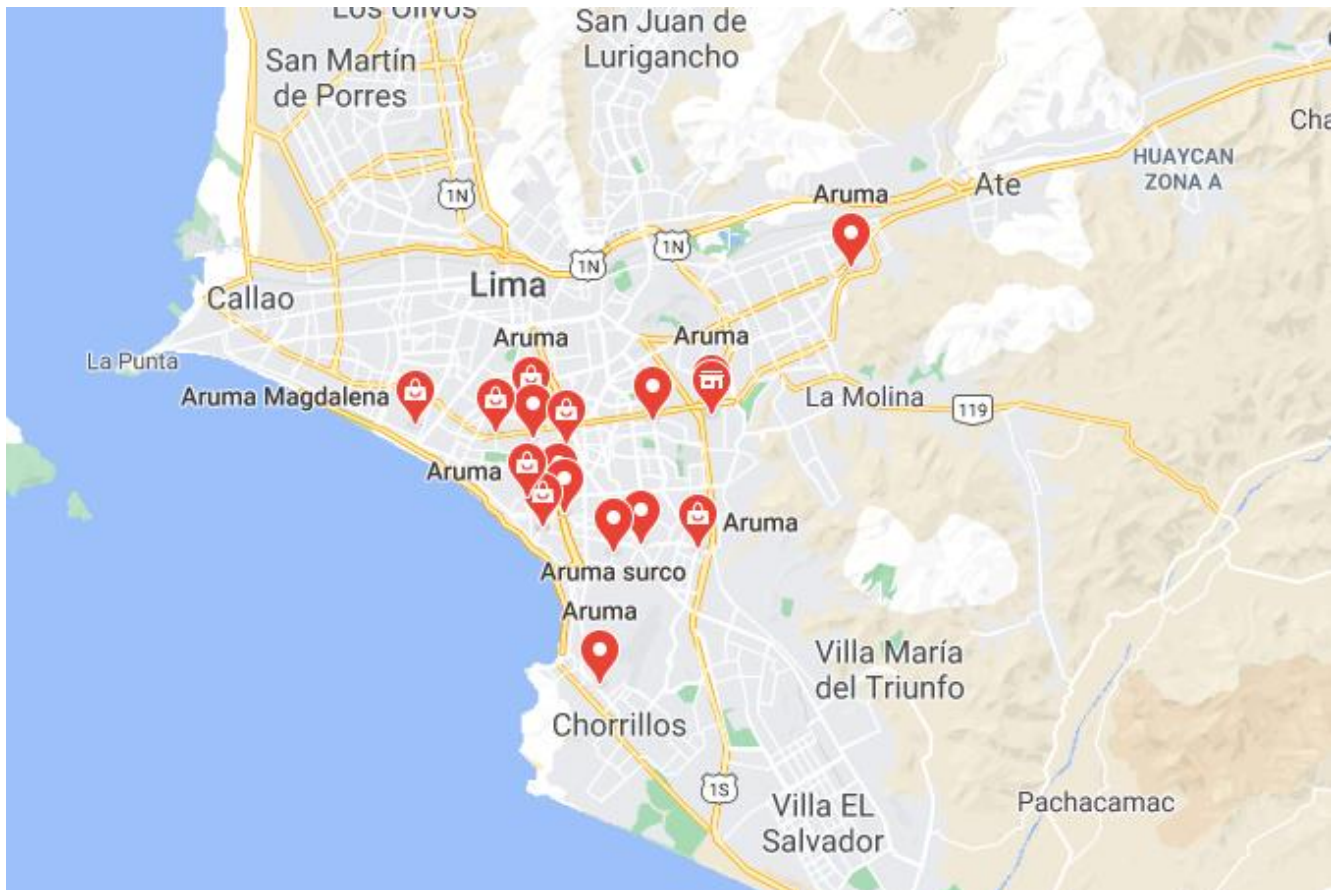 Los Olivos
San Juan de
Lurigancho
San Martín
de Porres
Cha
HUAYCAN
ZONA A
1N
Ate
Aruma
1N
1N
Lima
Callao
Aruma
Aruma
La Punta
Aruma Magdalena
La Molina
119
Aruma
Aruma
Aruma surco
Aruma
Villa María
del Triunfo
Chorrillos
1S
Villa EL
Salvador
Pachacamac